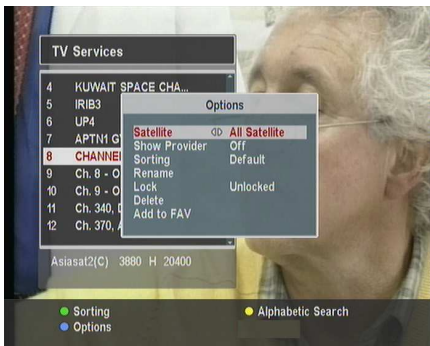 TV Services
4 KUWAIT SPACE CHA...
5 IRIB3
6 UP4
7 APTN1
8 CHANNEL
9 Ch. 8 - O
10 Ch. 9 - O
11 Ch. 340,
12 Ch. 370,
Options
Satellite All Satellite
Show Provider Off
Sorting Default
Rename
Lock Unlocked
Delete
Add to FAV
Asiasat2(C) 3880 H 20400
Sorting
Alphabetic Search
Options